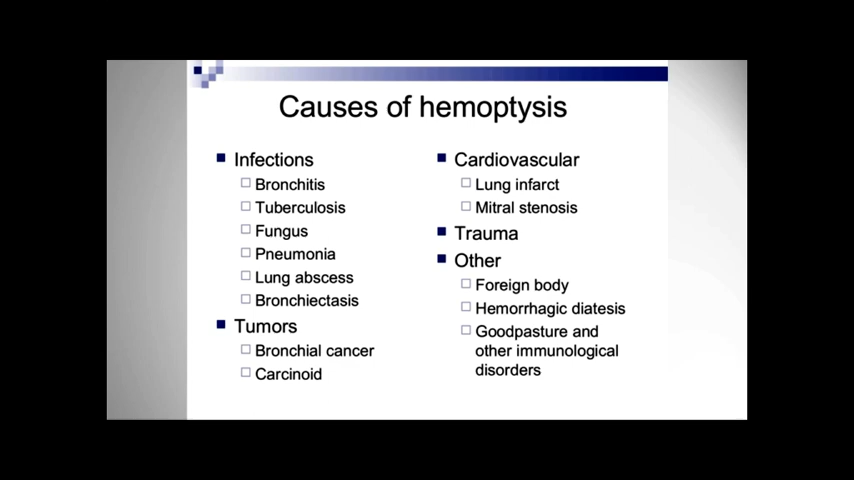 Causes of hemoptysis
Infections
Bronchitis
Tuberculosis
Fungus
Pneumonia
Lung abscess
Bronchiectasis
Tumors
Bronchial cancer
Carcinoid
Cardiovascular
Lung infarct
Mitral stenosis
Trauma
Other
Foreign body
Hemorrhagic diatesis
Goodpasture and
other immunological
disorders